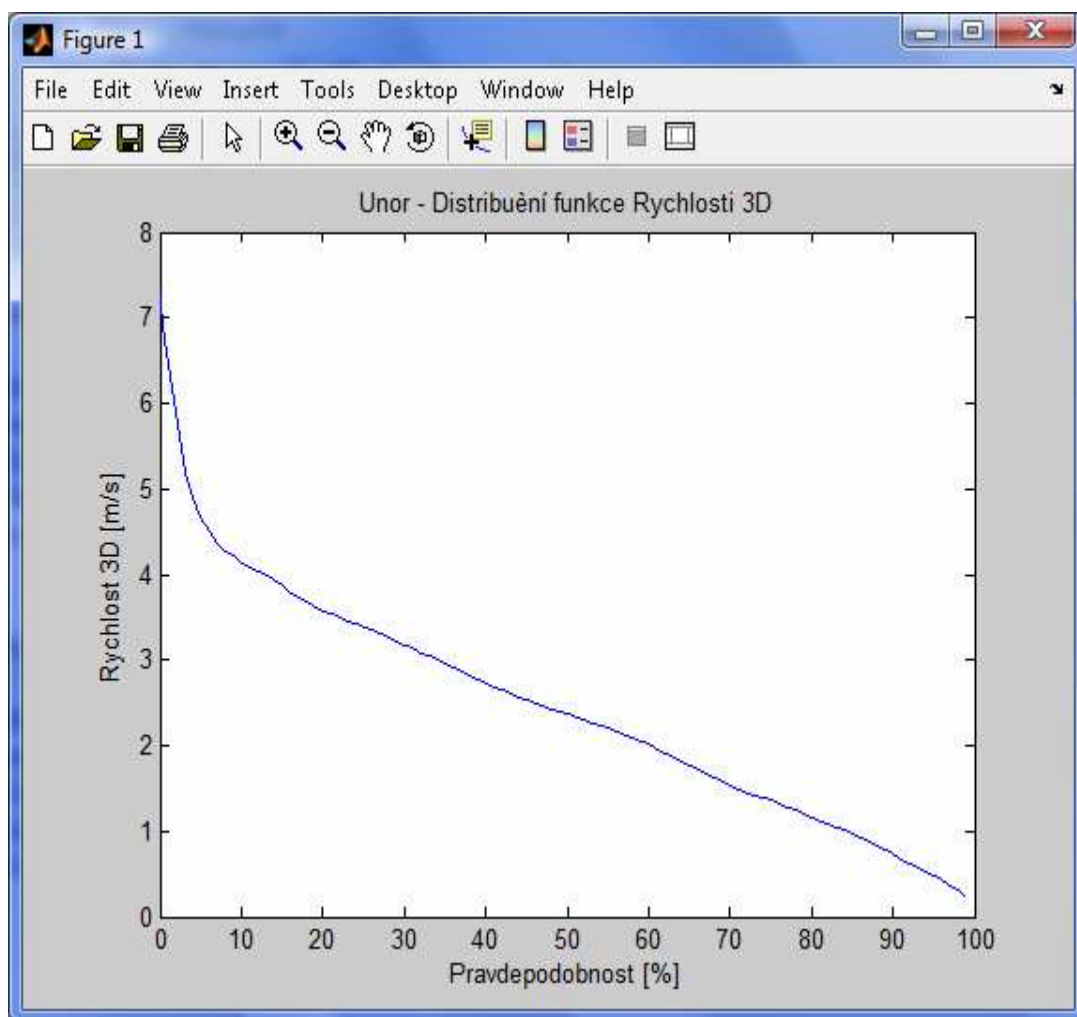 Figure 1
File Edit View Insert Tools Desktop Window Help
Unor - Distribuèní funkce Rychlosti 3D
8
7
6
5
4
3
2
1
0
Rychlost 3D [m/s]
0 10 20 30 40 50 60 70 80 90 100
Pravdepodobnost [%]